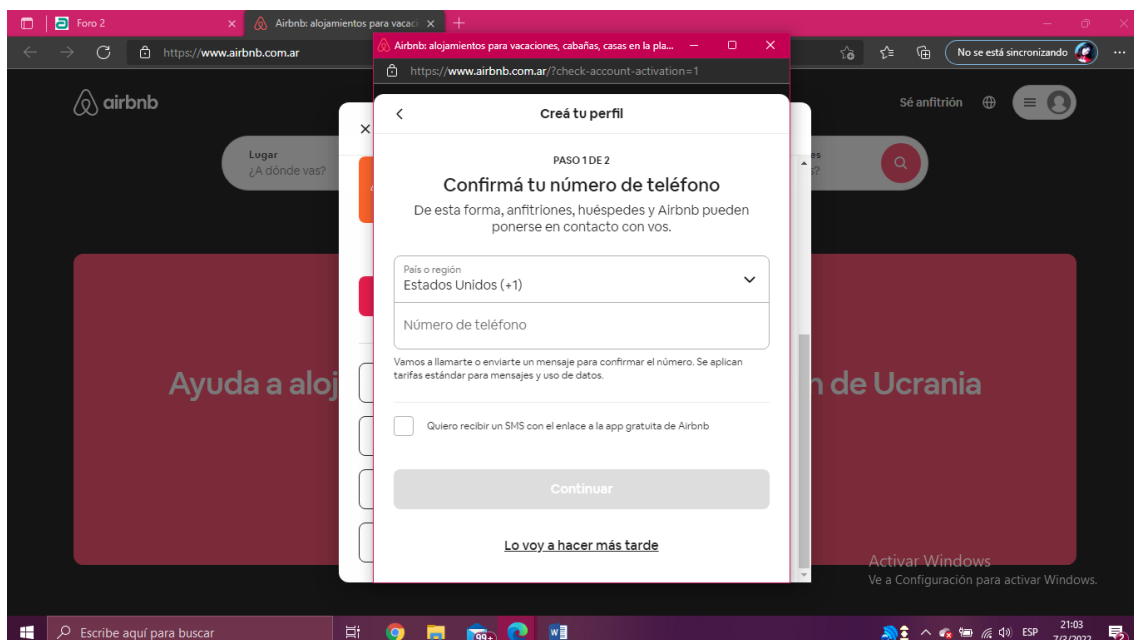 Foro 2
Airbnb: alojamientos para vacaci
https://www.airbnb.com.ar
No se está sincronizando
Airbnb: alojamientos para vacaciones, cabañas, casas en la pla...
https://www.airbnb.com.ar/?check-account-activation=1
airbnb
Sé anfitrión
Lugar
¿A dónde vas?
es
s?
Creá tu perfil
PASO 1 DE 2
Confirmá tu número de teléfono
De esta forma, anfitriones, huéspedes y Airbnb pueden
ponerse en contacto con vos.
País o región
Estados Unidos (+1)
Número de teléfono
Vamos a llamarte o enviarte un mensaje para confirmar el número. Se aplican
tarifas estándar para mensajes y uso de datos.
Quiero recibir un SMS con el enlace a la app gratuita de Airbnb
Continuar
Lo voy a hacer más tarde
Ayuda a aloj
n de Ucrania
Activar Windows
Ve a Configuración para activar Windows.
Escribe aquí para buscar
99+
ESP
21:03
7/3/2022